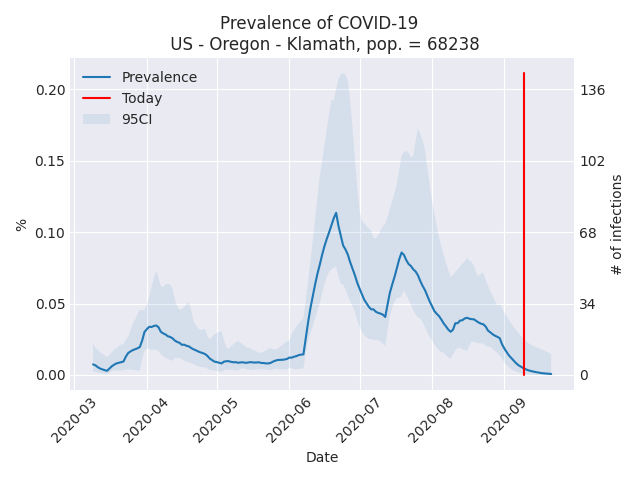 Prevalence of COVID-19
US - Oregon - Klamath, pop. = 68238
Prevalence
Today
95CI
0.20
0.15
0.10
0.05
0.00
%
136
102
68
34
0
# of infections
2020-03
2020-04
2020-05
2020-06
2020-07
2020-08
2020-09
Date